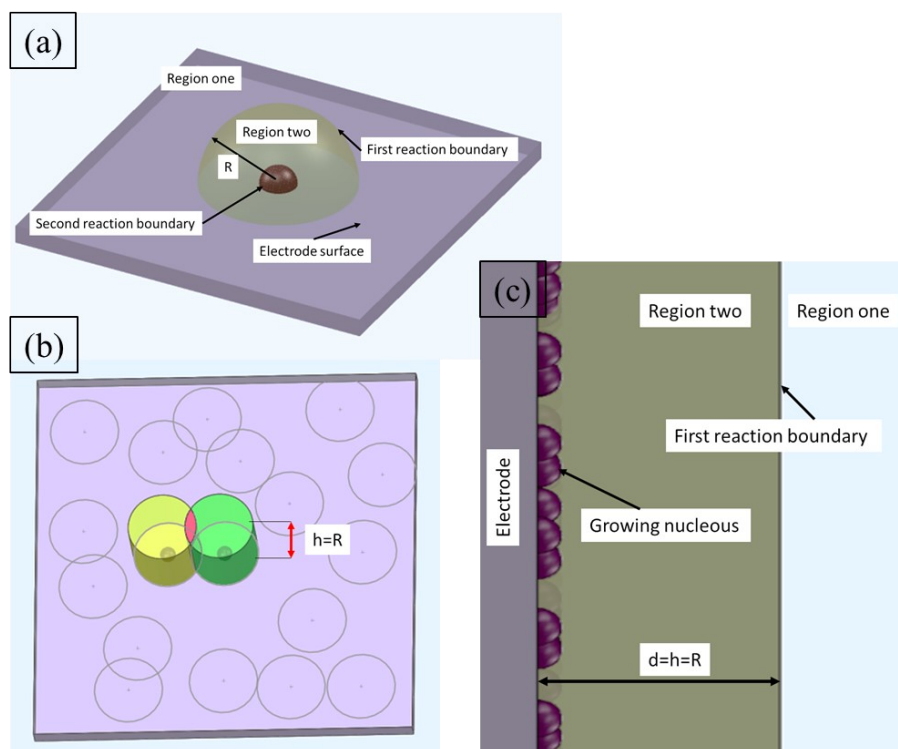 (a)
Region one
Region two
First reaction boundary
R
Second reaction boundary
Electrode surface
(b)
h=R
(c)
Region two
Region one
First reaction boundary
Electrode
Growing nucleous
d=h=R